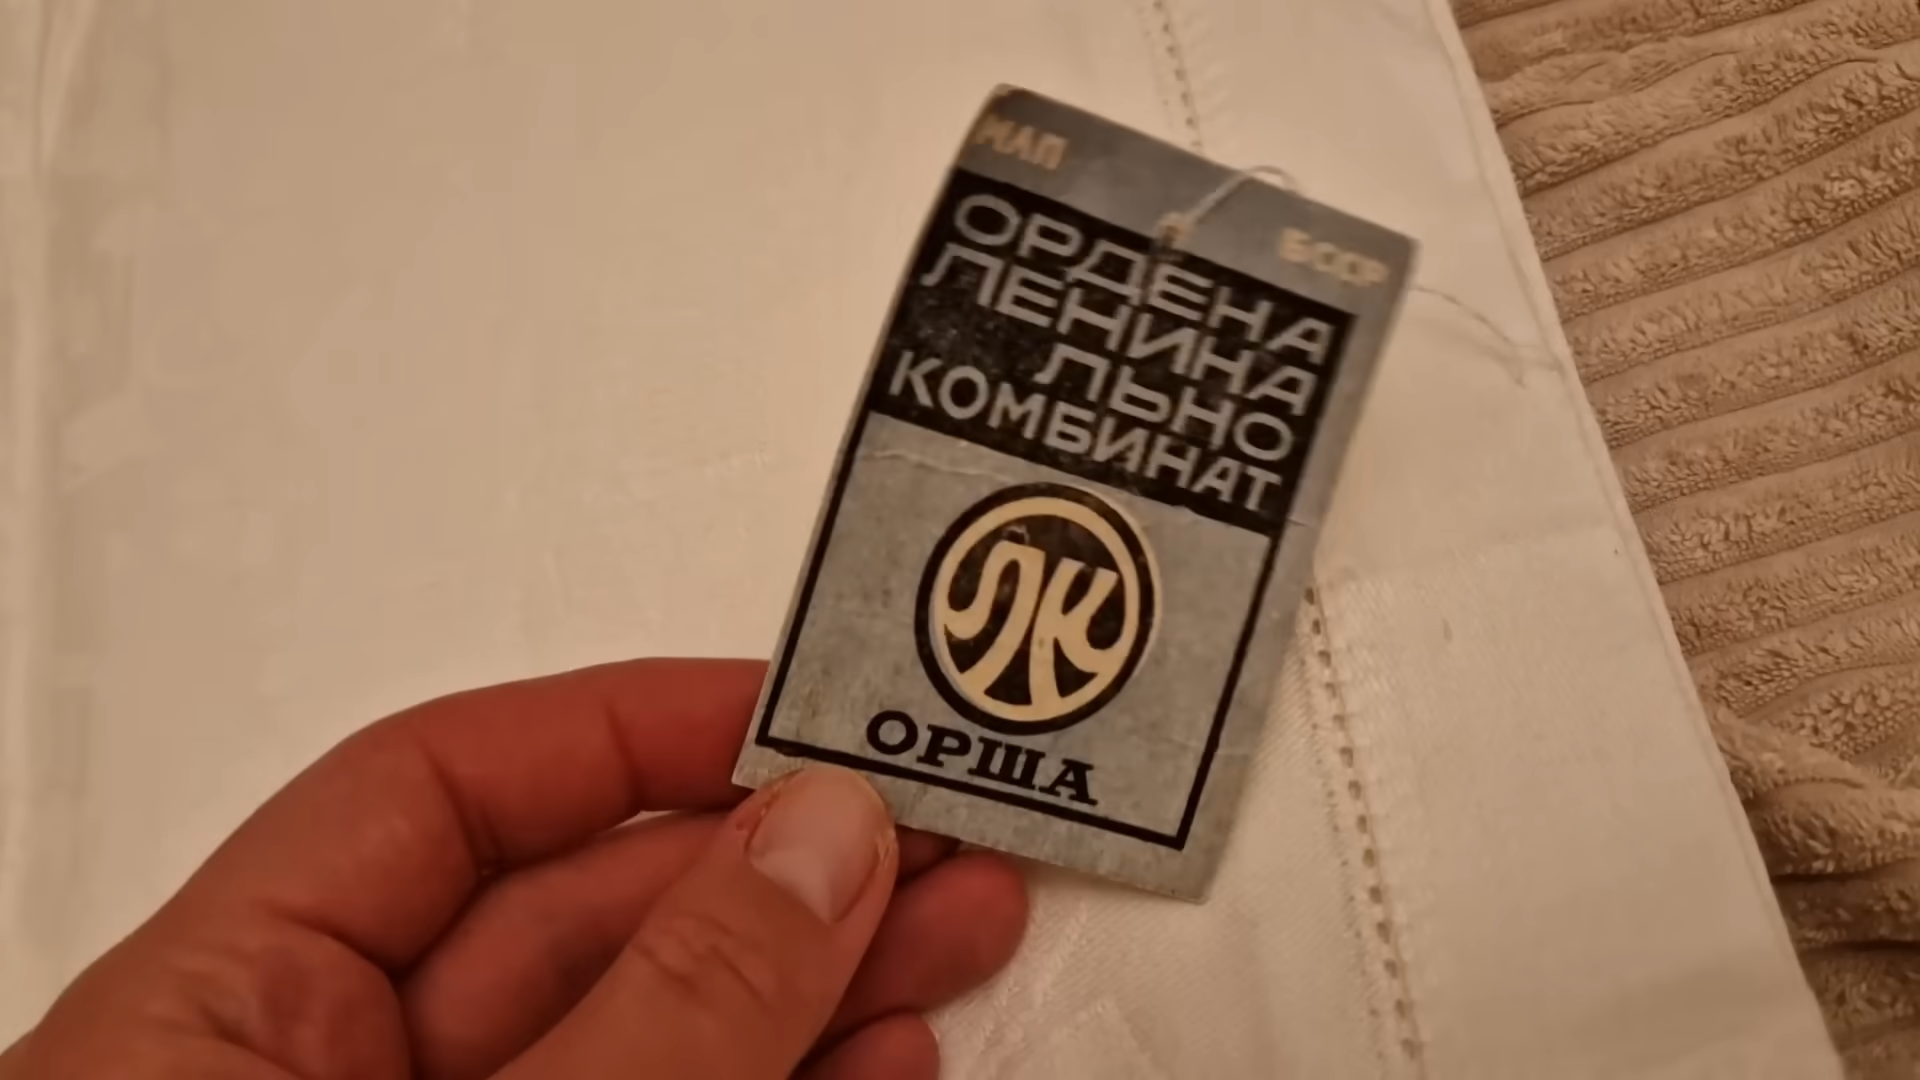 МЛП БССР
ОРДЕНА
ЛЕНИНА
ЛЬНО
КОМБИНАТ
ЛК
ОРША